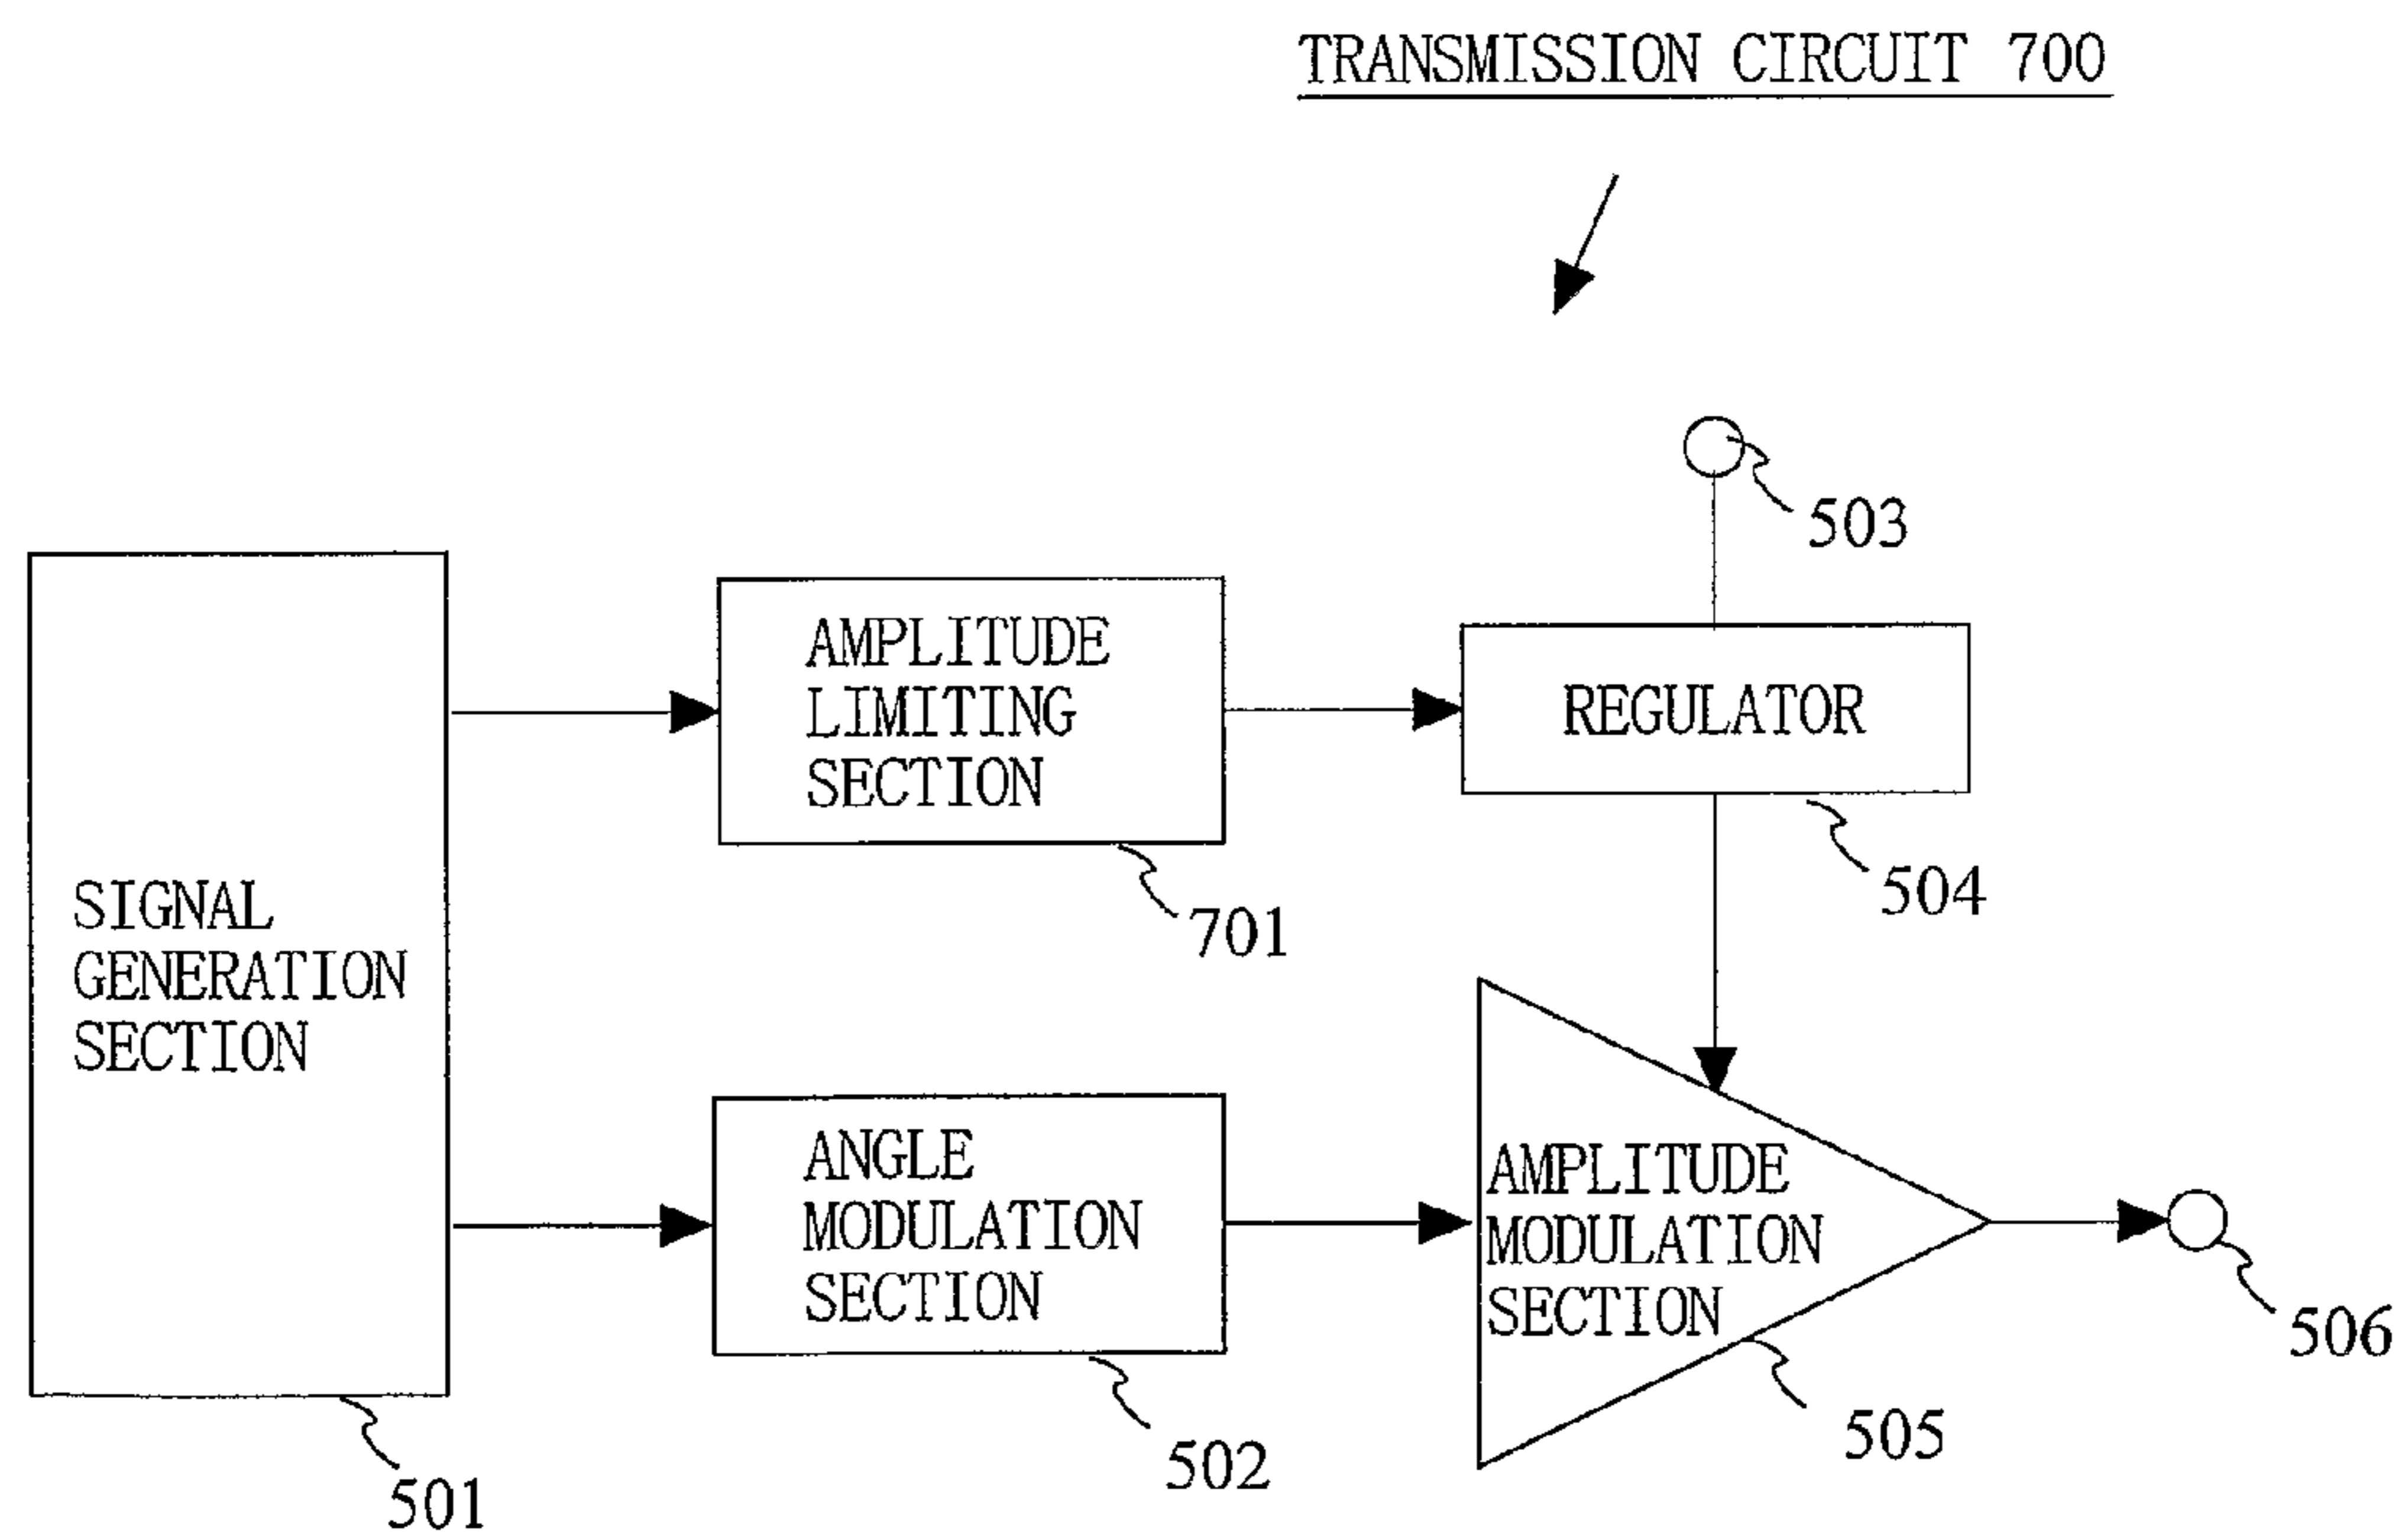 TRANSMISSION CIRCUIT 700
503
AMPLITUDE
LIMITING
SECTION
701
REGULATOR
504
SIGNAL
GENERATION
SECTION
501
ANGLE
MODULATION
SECTION
502
AMPLITUDE
MODULATION
SECTION
505
506